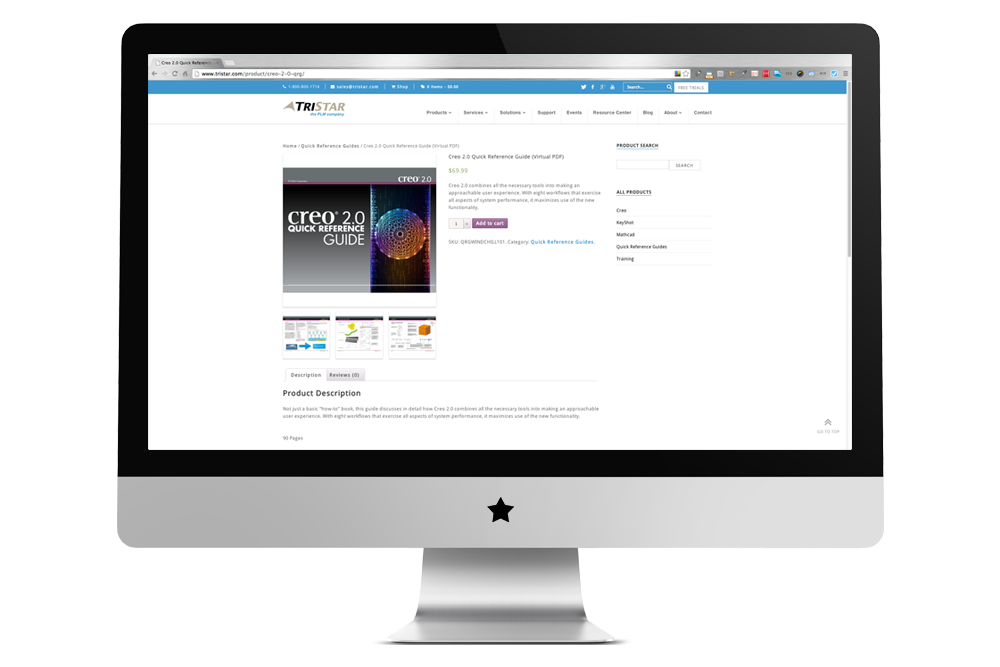 Creo 2.0 Quick Referenc
www.tristar.com/product/creo-2-0-qrg/
1-800-800-1714
sales@tristar.com
Shop
0 items - $0.00
Search...
FREE TRIALS
TRISTAR
the PLM company
Products
Services
Solutions
Support
Events
Resource Center
Blog
About
Contact
Home / Quick Reference Guides / Creo 2.0 Quick Reference Guide (Virtual PDF)
creo 2.0
creo 2.0
QUICK REFERENCE
GUIDE
Creo 2.0 Quick Reference Guide (Virtual PDF)
$69.99
Creo 2.0 combines all the necessary tools into making an
approachable user experience. With eight workflows that exercise
all aspects of system performance, it maximizes use of the new
functionality.
1
Add to cart
SKU: QRGWINDCHILL101. Category: Quick Reference Guides.
PRODUCT SEARCH
SEARCH
ALL PRODUCTS
Creo
KeyShot
Mathcad
Quick Reference Guides
Training
Description
Reviews (0)
Product Description
Not just a basic "how-to" book, this guide discusses in detail how Creo 2.0 combines all the necessary tools into making an approachable
user experience. With eight workflows that exercise all aspects of system performance, it maximizes use of the new functionality.
90 Pages
GO TO TOP